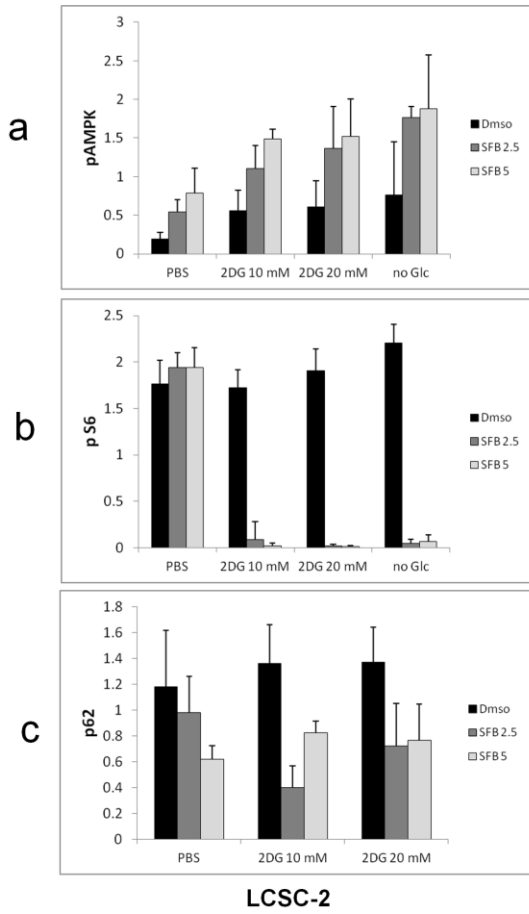 a
pAMPK
3
2.5
2
1.5
1
0.5
0
PBS 2DG 10 mM 2DG 20 mM no Glc
Dmso
SFB 2.5
SFB 5
b
p S6
2.5
2
1.5
1
0.5
0
PBS 2DG 10 mM 2DG 20 mM no Glc
Dmso
SFB 2.5
SFB 5
c
p62
1.8
1.6
1.4
1.2
1
0.8
0.6
0.4
0.2
0
PBS 2DG 10 mM 2DG 20 mM
Dmso
SFB 2.5
SFB 5
LCSC-2